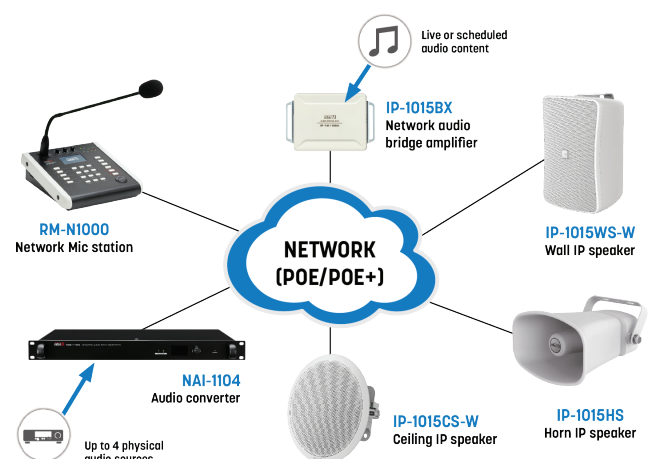 Live or scheduled
audio content
IP-1015BX
Network audio
bridge amplifier
RM-N1000
Network Mic station
IP-1015WS-W
Wall IP speaker
NETWORK
(POE/POE+)
NAI-1104
Audio converter
IP-1015CS-W
Ceiling IP speaker
IP-1015HS
Horn IP speaker
Up to 4 physical
audio sources